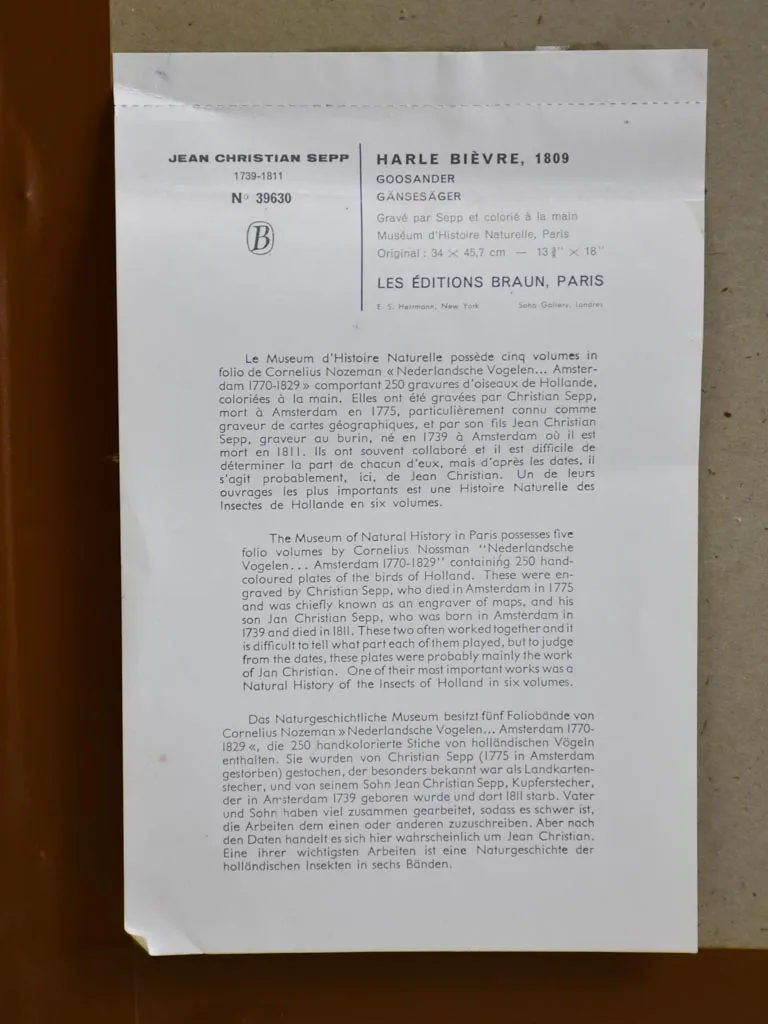 JEAN CHRISTIAN SEPP
1739-1811
N° 39630
B
HARLE BIÈVRE, 1809
GOOSANDER
GÄNSESÄGER
Gravé par Sepp et colorié à la main
Muséum d'Histoire Naturelle, Paris
Original : 34 × 45,7 cm — 13 3/8" × 18"
LES ÉDITIONS BRAUN, PARIS
E. S. Herrmann, New York Soho Gallery, londres
Le Museum d'Histoire Naturelle possède cinq volumes in
folio de Cornelius Nozeman « Nederlandsche Vogelen... Amster-
dam 1770-1829 » comportant 250 gravures d'oiseaux de Hollande,
coloriées à la main. Elles ont été gravées par Christian Sepp,
mort à Amsterdam en 1775, particulièrement connu comme
graveur de cartes géographiques, et par son fils Jean Christian
Sepp, graveur au burin, né en 1739 à Amsterdam où il est
mort en 1811. Ils ont souvent collaboré et il est difficile de
déterminer la part de chacun d'eux, mais d'après les dates, il
s'agit probablement, ici, de Jean Christian. Un de leurs
ouvrages les plus importants est une Histoire Naturelle des
Insectes de Hollande en six volumes.
The Museum of Natural History in Paris possesses five
folio volumes by Cornelius Nossman "Nederlandsche
Vogelen... Amsterdam 1770-1829" containing 250 hand-
coloured plates of the birds of Holland. These were en-
graved by Christian Sepp, who died in Amsterdam in 1775
and was chiefly known as an engraver of maps, and his
son Jan Christian Sepp, who was born in Amsterdam in
1739 and died in 1811. These two often worked together and it
is difficult to tell what part each of them played, but to judge
from the dates, these plates were probably mainly the work
of Jan Christian. One of their most important works was a
Natural History of the Insects of Holland in six volumes.
Das Naturgeschichtliche Museum besitzt fünf Foliobände von
Cornelius Nozeman » Nederlandsche Vogelen... Amsterdam 1770-
1829 «, die 250 handkolorierte Stiche von holländischen Vögeln
enthalten. Sie wurden von Christian Sepp (1775 in Amsterdam
gestorben) gestochen, der besonders bekannt war als Landkarten-
stecher, und von seinem Sohn Jean Christian Sepp, Kupferstecher,
der in Amsterdam 1739 geboren wurde und dort 1811 starb. Vater
und Sohn haben viel zusammen gearbeitet, sodass es schwer ist,
die Arbeiten dem einen oder anderen zuzuschreiben. Aber nach
den Daten handelt es sich hier wahrscheinlich um Jean Christian.
Eine ihrer wichtigsten Arbeiten ist eine Naturgeschichte der
holländischen Insekten in sechs Bänden.